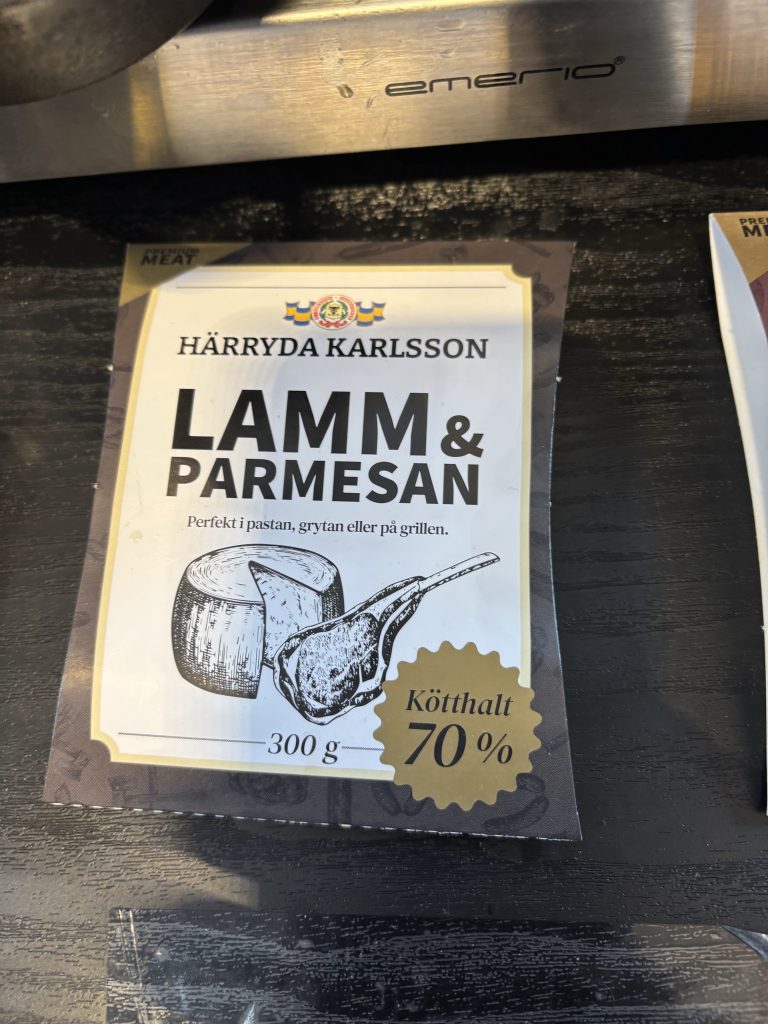 emerio®
PREMIUM
MEAT
HÄRRYDA KARLSSON
LAMM &
PARMESAN
Perfekt i pastan, grytan eller på grillen.
300 g
Kötthalt
70 %